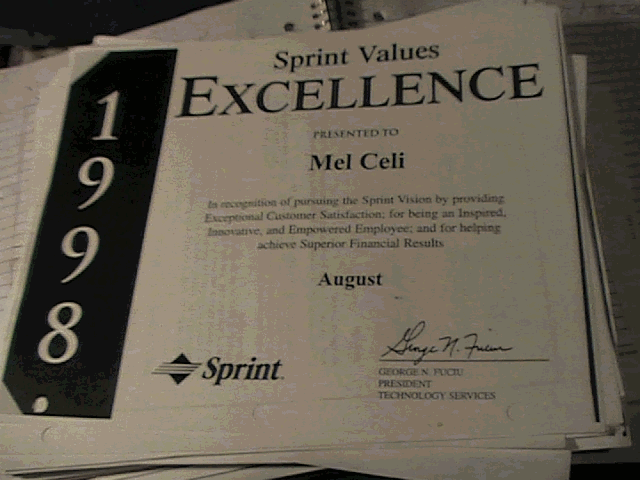 Sprint Values
EXCELLENCE
PRESENTED TO
Mel Celi
In recognition of pursuing the Sprint Vision by providing
Exceptional Customer Satisfaction; for being an Inspired,
Innovative, and Empowered Employee; and for helping
achieve Superior Financial Results
August
1998
Sprint
George N. Fuciu
GEORGE N. FUCIU
PRESIDENT
TECHNOLOGY SERVICES